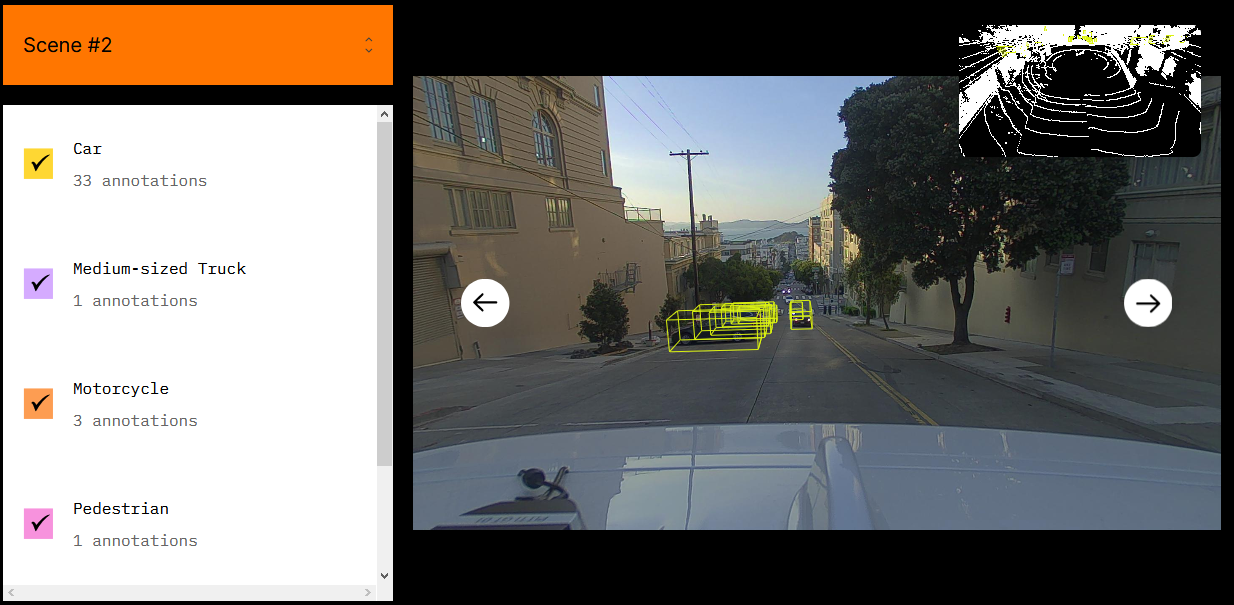 Scene #2
Car
33 annotations
Medium-sized Truck
1 annotations
Motorcycle
3 annotations
Pedestrian
1 annotations